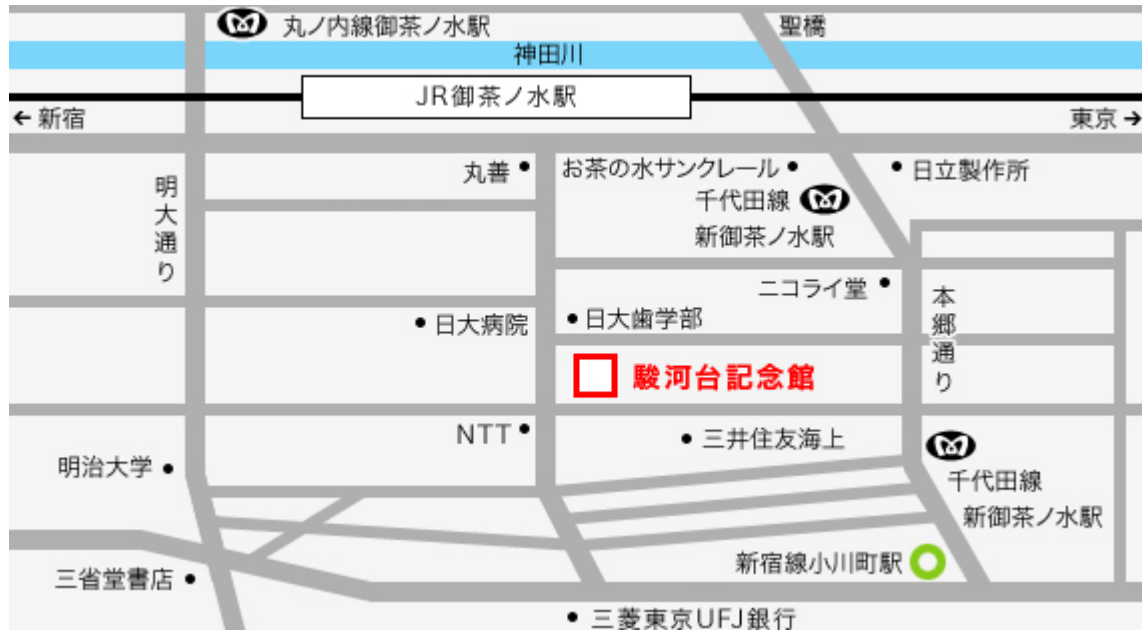 丸ノ内線御茶ノ水駅
聖橋
神田川
JR御茶ノ水駅
← 新宿
東京 →
丸善
お茶の水サンクレール
日立製作所
明大通り
千代田線
新御茶ノ水駅
ニコライ堂
本郷通り
日大病院
日大歯学部
駿河台記念館
NTT
三井住友海上
明治大学
千代田線
新御茶ノ水駅
新宿線小川町駅
三省堂書店
三菱東京UFJ銀行